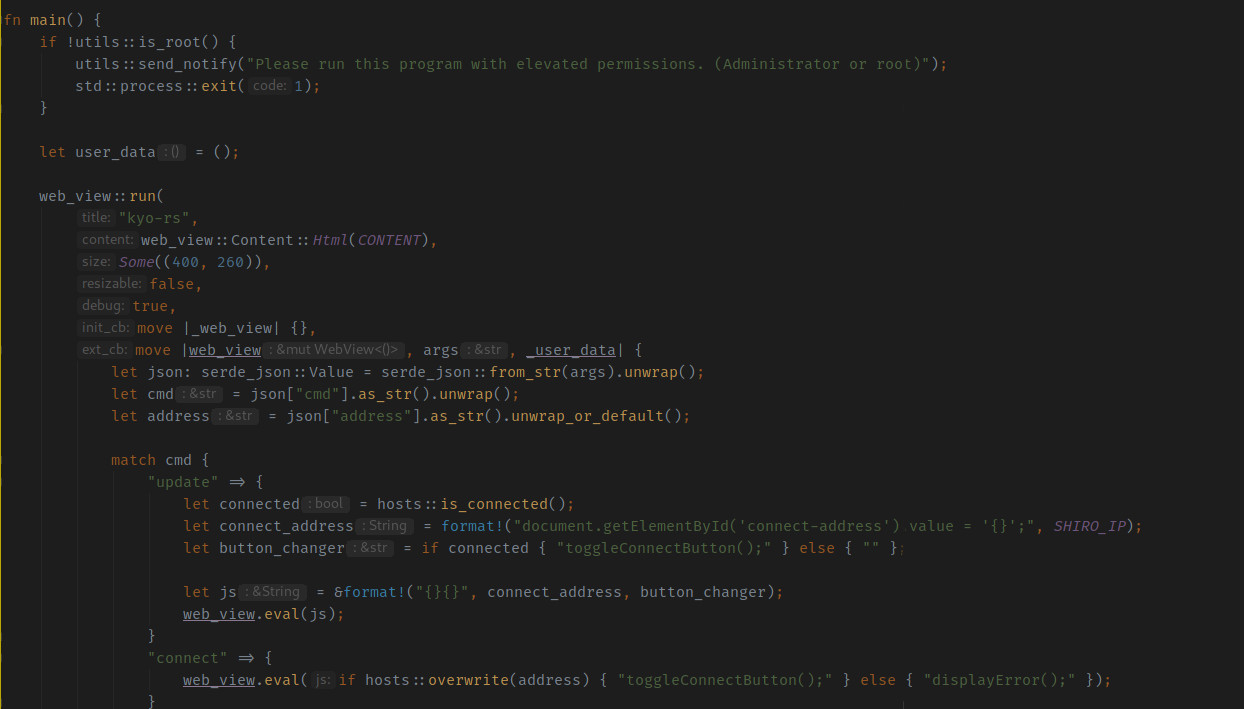 fn main() {
if !utils::is_root() {
utils::send_notify("Please run this program with elevated permissions. (Administrator or root)");
std::process::exit( code: 1);
}
let user_data : () = ();
web_view::run(
title: "kyo-rs",
content: web_view::Content::Html(CONTENT),
size: Some((400, 260)),
resizable: false,
debug: true,
init_cb: move |_web_view| {},
ext_cb: move |web_view : &mut WebView<()> , args : &str , _user_data| {
let json: serde_json::Value = serde_json::from_str(args).unwrap();
let cmd : &str = json["cmd"].as_str().unwrap();
let address : &str = json["address"].as_str().unwrap_or_default();
match cmd {
"update" => {
let connected : bool = hosts::is_connected();
let connect_address : String = format!("document.getElementById('connect-address').value = '{}';", SHIRO_IP);
let button_changer : &str = if connected { "toggleConnectButton();" } else { "" };
let js : &String = &format!("{}{}", connect_address, button_changer);
web_view.eval(js);
}
"connect" => {
web_view.eval( js: if hosts::overwrite(address) { "toggleConnectButton();" } else { "displayError();" });
}